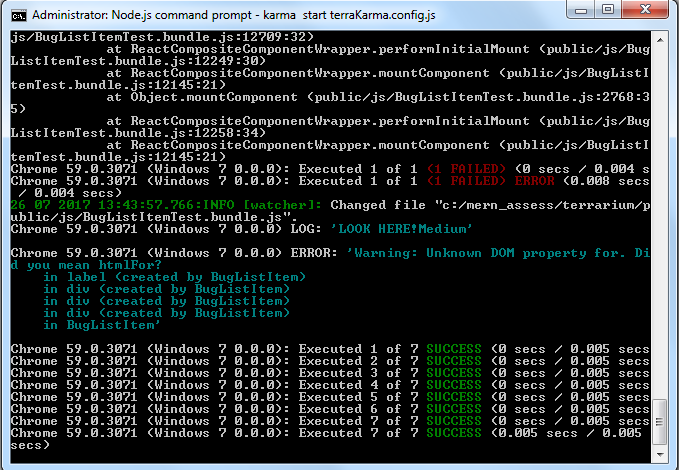 Administrator: Node.js command prompt - karma  start terraKarma.config.js
js/BugListItemTest.bundle.js:12709:32)
            at ReactCompositeComponentWrapper.performInitialMount (public/js/Bug
ListItemTest.bundle.js:12249:30)
            at ReactCompositeComponentWrapper.mountComponent (public/js/BugListI
temTest.bundle.js:12145:21)
            at Object.mountComponent (public/js/BugListItemTest.bundle.js:2768:3
5)
            at ReactCompositeComponentWrapper.performInitialMount (public/js/Bug
ListItemTest.bundle.js:12258:34)
            at ReactCompositeComponentWrapper.mountComponent (public/js/BugListI
temTest.bundle.js:12145:21)
Chrome 59.0.3071 (Windows 7 0.0.0): Executed 1 of 1 (1 FAILED) (0 secs / 0.004 s
Chrome 59.0.3071 (Windows 7 0.0.0): Executed 1 of 1 (1 FAILED) ERROR (0.008 secs
 / 0.004 secs)
26 07 2017 13:43:57.766:INFO [watcher]: Changed file "c:/mern_assess/terrarium/p
ublic/js/BugListItemTest.bundle.js".
Chrome 59.0.3071 (Windows 7 0.0.0) LOG: 'LOOK HERE!Medium'
Chrome 59.0.3071 (Windows 7 0.0.0) ERROR: 'Warning: Unknown DOM property for. Di
d you mean htmlFor?
    in label (created by BugListItem)
    in div (created by BugListItem)
    in div (created by BugListItem)
    in div (created by BugListItem)
    in BugListItem'
Chrome 59.0.3071 (Windows 7 0.0.0): Executed 1 of 7 SUCCESS (0 secs / 0.005 secs
Chrome 59.0.3071 (Windows 7 0.0.0): Executed 2 of 7 SUCCESS (0 secs / 0.005 secs
Chrome 59.0.3071 (Windows 7 0.0.0): Executed 3 of 7 SUCCESS (0 secs / 0.005 secs
Chrome 59.0.3071 (Windows 7 0.0.0): Executed 4 of 7 SUCCESS (0 secs / 0.005 secs
Chrome 59.0.3071 (Windows 7 0.0.0): Executed 5 of 7 SUCCESS (0 secs / 0.005 secs
Chrome 59.0.3071 (Windows 7 0.0.0): Executed 6 of 7 SUCCESS (0 secs / 0.005 secs
Chrome 59.0.3071 (Windows 7 0.0.0): Executed 7 of 7 SUCCESS (0 secs / 0.005 secs
Chrome 59.0.3071 (Windows 7 0.0.0): Executed 7 of 7 SUCCESS (0.005 secs / 0.005
secs)